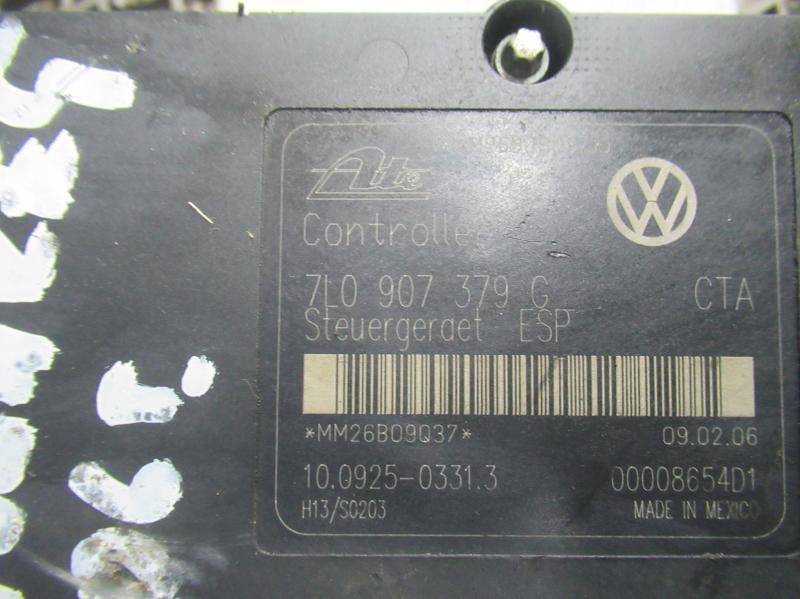 Ate
Controller
7L0 907 379 G CTA
Steuergeraet ESP
*MM26B09Q37* 09.02.06
10.0925-0331.3 00008654D1
H13/S0203 MADE IN MEXICO